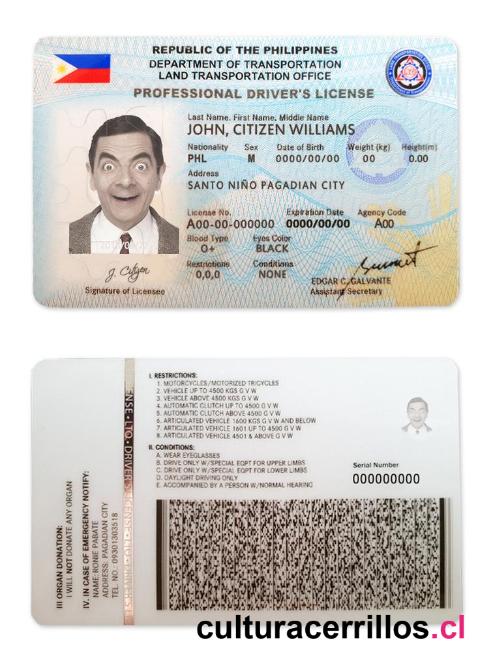 REPUBLIC OF THE PHILIPPINES
DEPARTMENT OF TRANSPORTATION
LAND TRANSPORTATION OFFICE
PROFESSIONAL DRIVER'S LICENSE
Last Name. First Name, Middle Name
JOHN, CITIZEN WILLIAMS
Nationality Sex Date of Birth Weight (kg) Height(m)
PHL M 0000/00/00 00 0.00
Address
SANTO NIÑO PAGADIAN CITY
License No. Expiration Date Agency Code
A00-00-000000 0000/00/00 A00
Blood Type Eyes Color
O+ BLACK
Restrictions Conditions
0,0,0 NONE
J. Citizen
Signature of Licensee
EDGAR C. GALVANTE
Assistant Secretary
I. RESTRICTIONS:
1. MOTORCYCLES/MOTORIZED TRICYCLES
2. VEHICLE UP TO 4500 KGS G V W
3. VEHICLE ABOVE 4500 KGS G V W
4. AUTOMATIC CLUTCH UP TO 4500 G V W
5. AUTOMATIC CLUTCH ABOVE 4500 G V W
6. ARTICULATED VEHICLE 1600 KGS G V W AND BELOW
7. ARTICULATED VEHICLE 1601 UP TO 4500 G V W
8. ARTICULATED VEHICLE 4501 & ABOVE G V W
II. CONDITIONS:
A. WEAR EYEGLASSES
B. DRIVE ONLY W/SPECIAL EQPT FOR UPPER LIMBS
C. DRIVE ONLY W/SPECIAL EQPT FOR LOWER LIMBS
D. DAYLIGHT DRIVING ONLY
E. ACCOMPANIED BY A PERSON W/NORMAL HEARING
Serial Number
000000000
III ORGAN DONATION:
I WILL NOT DONATE ANY ORGAN
IV. IN CASE OF EMERGENCY NOTIFY:
NAME: RONIE PABATE
ADDRESS: PAGADIAN CITY
TEL NO.: 09301303518
culturacerrillos.cl